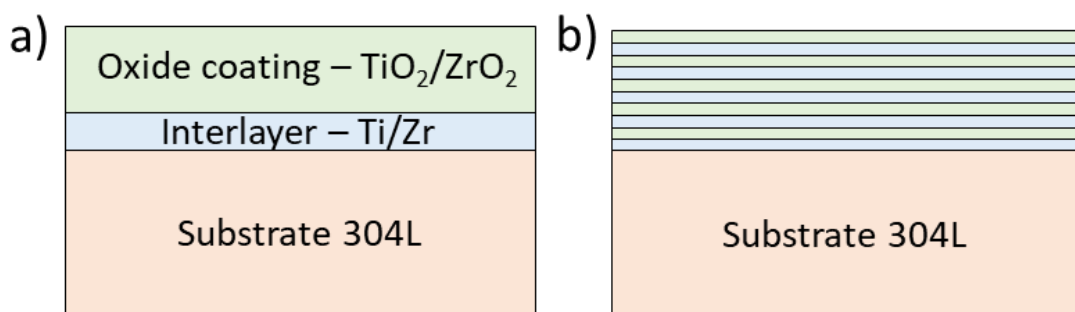 a)
Oxide coating – TiO₂/ZrO₂
Interlayer – Ti/Zr
Substrate 304L
b)
Substrate 304L